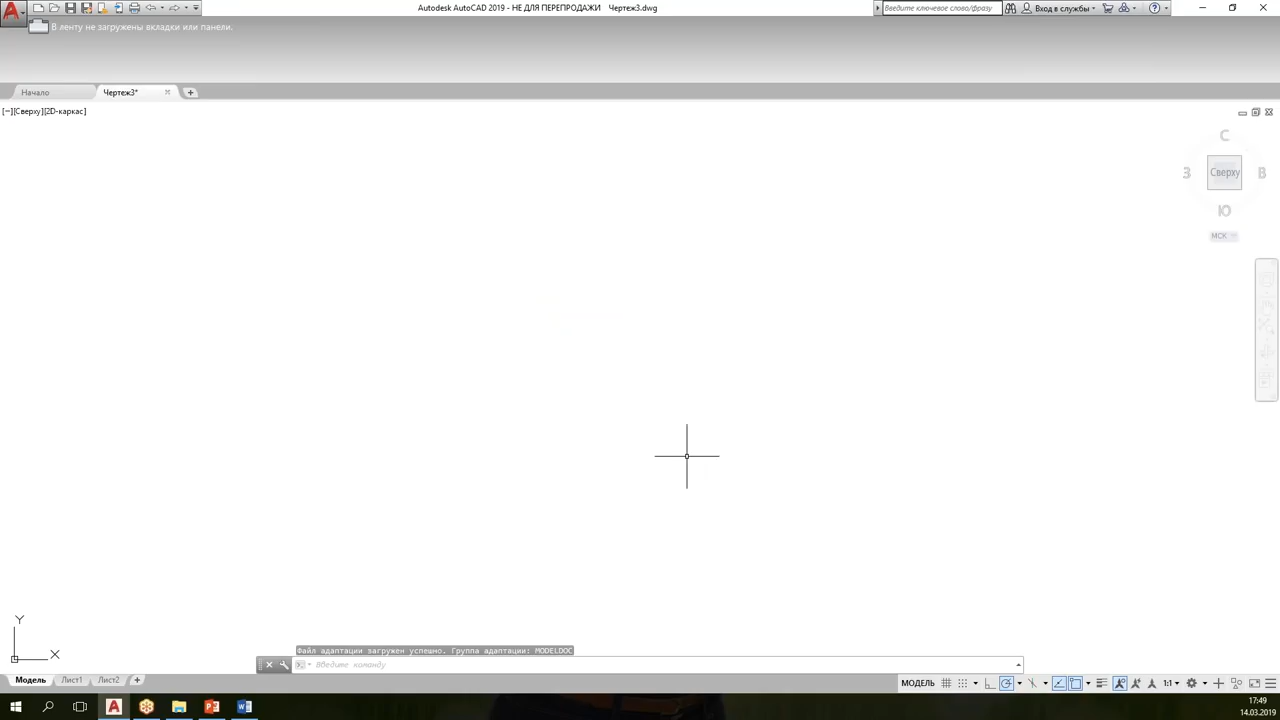 Autodesk AutoCAD 2019 - НЕ ДЛЯ ПЕРЕПРОДАЖИ Чертеж3.dwg
Введите ключевое слово/фразу
Вход в службы
В ленту не загружены вкладки или панели.
Начало
Чертеж3*
[−][Сверху][2D-каркас]
С
З
Сверху
В
Ю
МСК
Y
X
Файл адаптации загружен успешно. Группа адаптации: MODELDOC
Введите команду
Модель
Лист1
Лист2
МОДЕЛЬ
1:1
17:49
14.03.2019